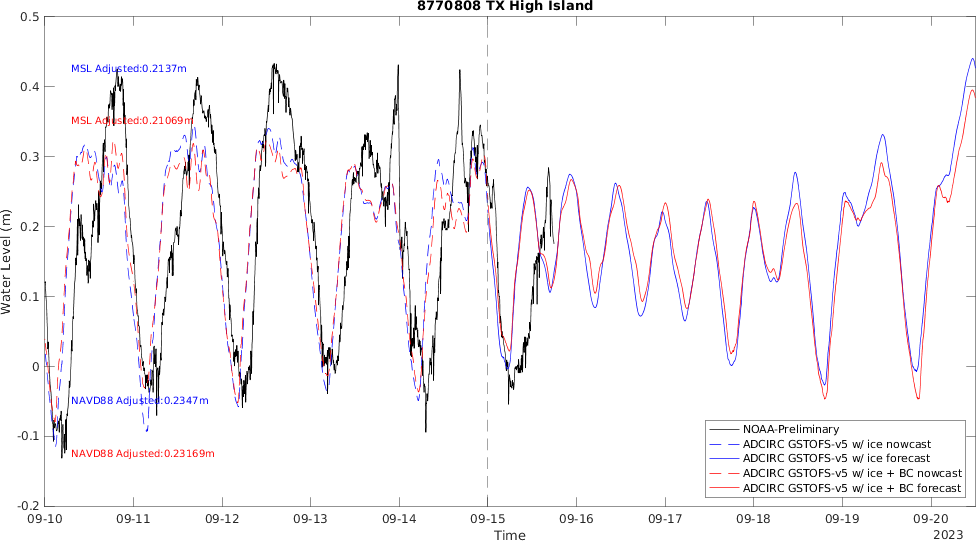 8770808 TX High Island
0.5
0.4
0.3
0.2
0.1
0
-0.1
-0.2
Water Level (m)
MSL Adjusted:0.2137m
MSL Adjusted:0.21069m
NAVD88 Adjusted:0.2347m
NAVD88 Adjusted:0.23169m
NOAA-Preliminary
ADCIRC GSTOFS-v5 w/ ice nowcast
ADCIRC GSTOFS-v5 w/ ice forecast
ADCIRC GSTOFS-v5 w/ ice + BC nowcast
ADCIRC GSTOFS-v5 w/ ice + BC forecast
09-10 09-11 09-12 09-13 09-14 09-15 09-16 09-17 09-18 09-19 09-20
Time
2023